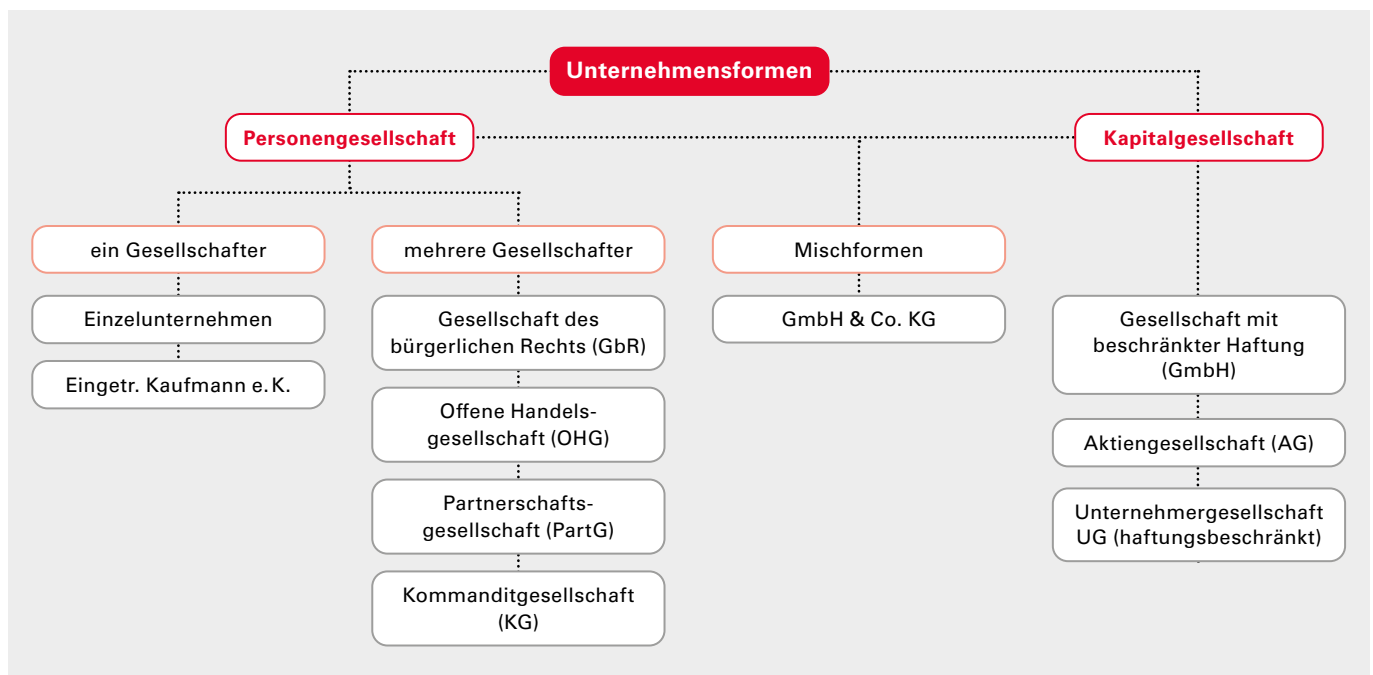 Unternehmensformen
Personengesellschaft
Kapitalgesellschaft
ein Gesellschafter
mehrere Gesellschafter
Mischformen
Einzelunternehmen
Eingetr. Kaufmann e. K.
Gesellschaft des
bürgerlichen Rechts (GbR)
Offene Handels-
gesellschaft (OHG)
Partnerschafts-
gesellschaft (PartG)
Kommanditgesellschaft
(KG)
GmbH & Co. KG
Gesellschaft mit
beschränkter Haftung
(GmbH)
Aktiengesellschaft (AG)
Unternehmergesellschaft
UG (haftungsbeschränkt)